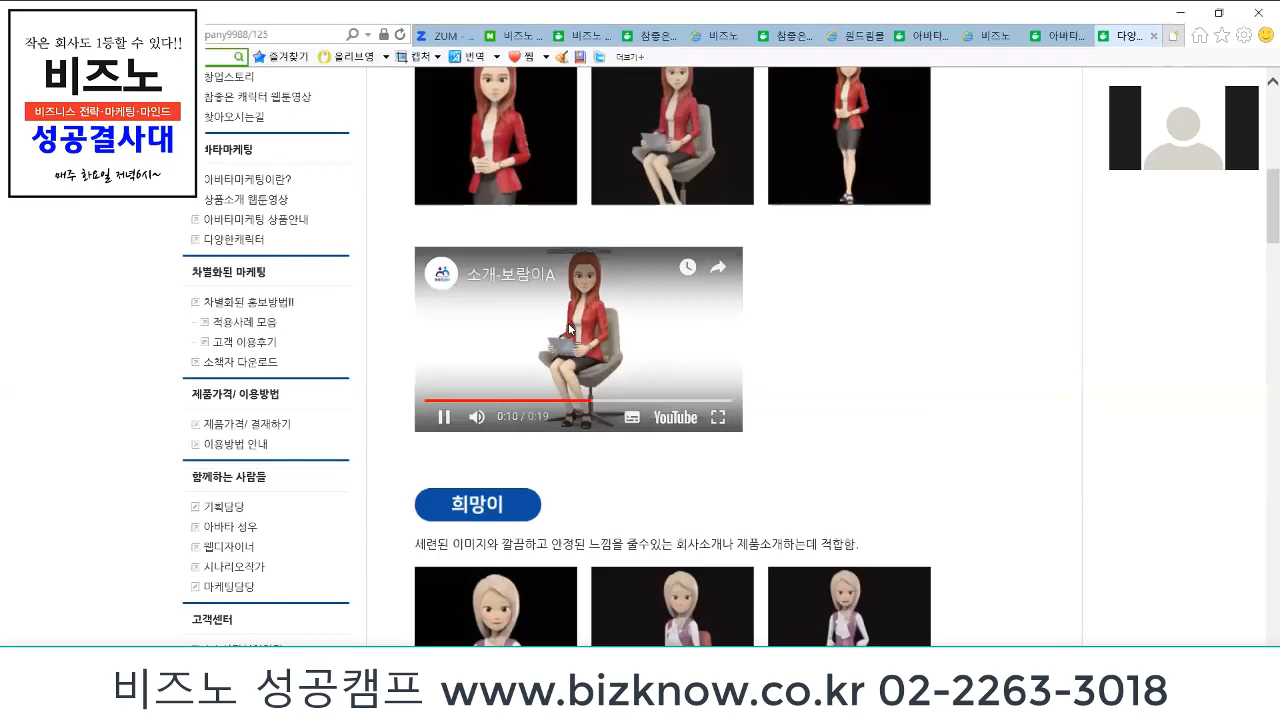 작은 회사도 1등할 수 있다!!
비즈노
비즈니스 전략·마케팅·마인드
성공결사대
매주 화요일 저녁6시~
pany9988/125
ZUM - ...
비즈노 ...
비즈노 ...
참좋은...
비즈노
참좋은...
원드림몰
아바타...
비즈노
아바타...
다양...
즐겨찾기
올리브영
캡처
번역
찜
더보기+
창업스토리
참좋은 캐릭터 웹툰영상
찾아오시는길
바타마케팅
아바타마케팅이란?
상품소개 웹툰영상
아바타마케팅 상품안내
다양한캐릭터
차별화된 마케팅
차별화된 홍보방법!!
적용사례 모음
고객 이용후기
소책자 다운로드
제품가격/ 이용방법
제품가격/ 결재하기
이용방법 안내
함께하는 사람들
기획담당
아바타 성우
웹디자이너
시나리오작가
마케팅담당
고객센터
소개-보람이A
0:10 / 0:19
YouTube
희망이
세련된 이미지와 깔끔하고 안정된 느낌을 줄수있는 회사소개나 제품소개하는데 적합함.
비즈노 성공캠프 www.bizknow.co.kr 02-2263-3018